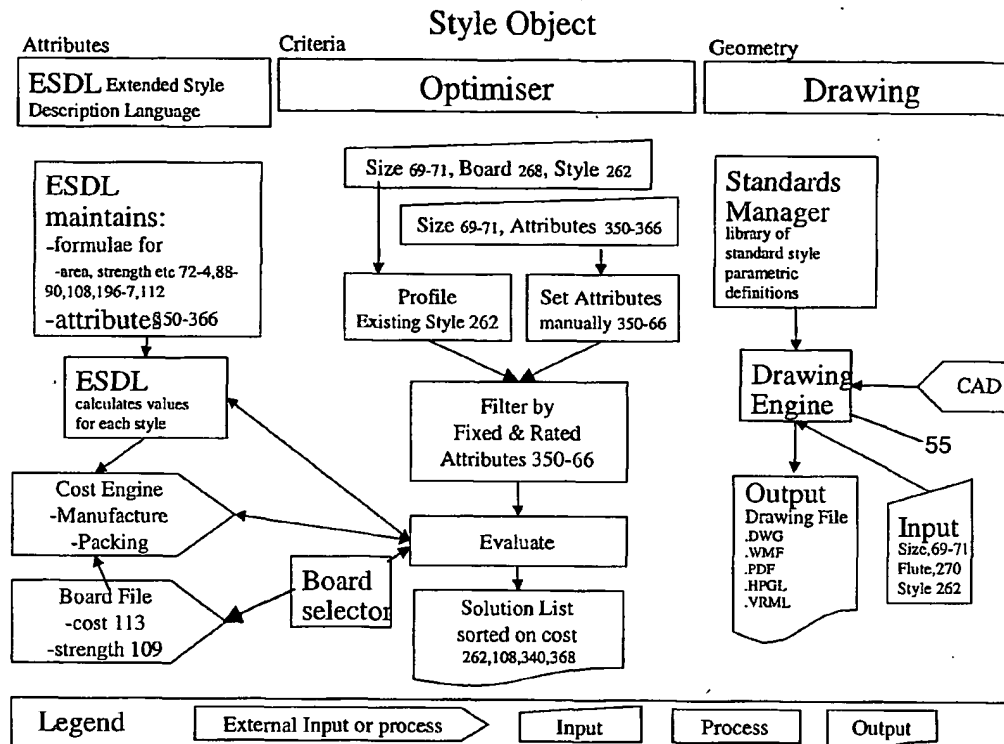 Style Object
Attributes
Criteria
Geometry
ESDL Extended Style
Description Language
Optimiser
Drawing
ESDL
maintains:
-formulae for
-area, strength etc 72-4,88-
90,108,196-7,112
-attributes350-366
ESDL
calculates values
for each style
Cost Engine
-Manufacture
-Packing
Board File
-cost 113
-strength 109
Size 69-71, Board 268, Style 262
Size 69-71, Attributes 350-366
Profile
Existing Style 262
Set Attributes
manually 350-66
Filter by
Fixed & Rated
Attributes 350-66
Evaluate
Board
selector
Solution List
sorted on cost
262,108,340,368
Standards
Manager
library of
standard style
parametric
definitions
Drawing
Engine
CAD
55
Output
Drawing File
.DWG
.WMF
.PDF
.HPGL
.VRML
Input
Size,69-71
Flute,270
Style 262
Legend
External Input or process
Input
Process
Output